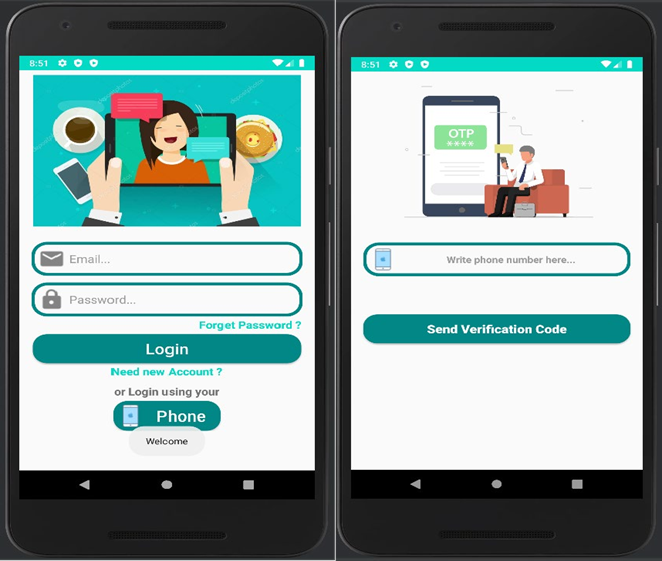 8:51
Email...
Password...
Forget Password ?
Login
Need new Account ?
or Login using your
Phone
Welcome
8:51
OTP
****
Write phone number here...
Send Verification Code